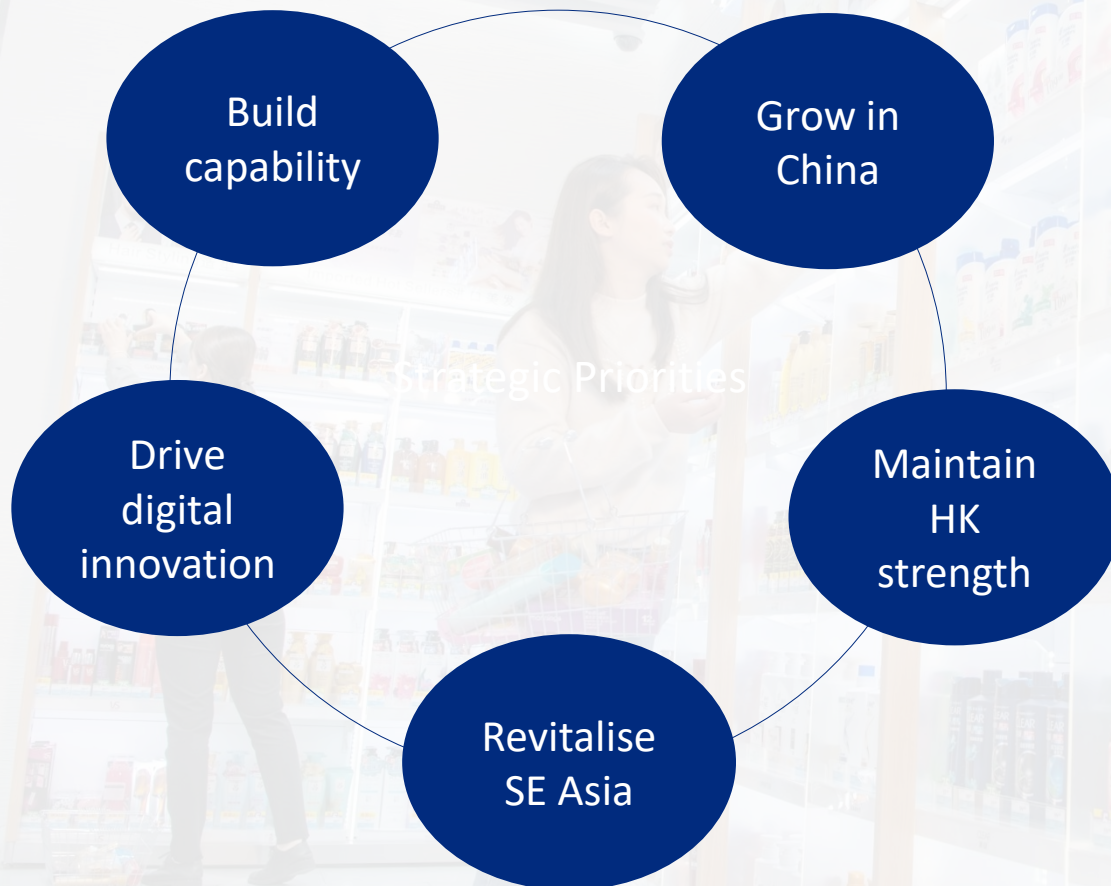 Build
capability
Grow in
China
Strategic Priorities
Drive
digital
innovation
Maintain
HK
strength
Revitalise
SE Asia